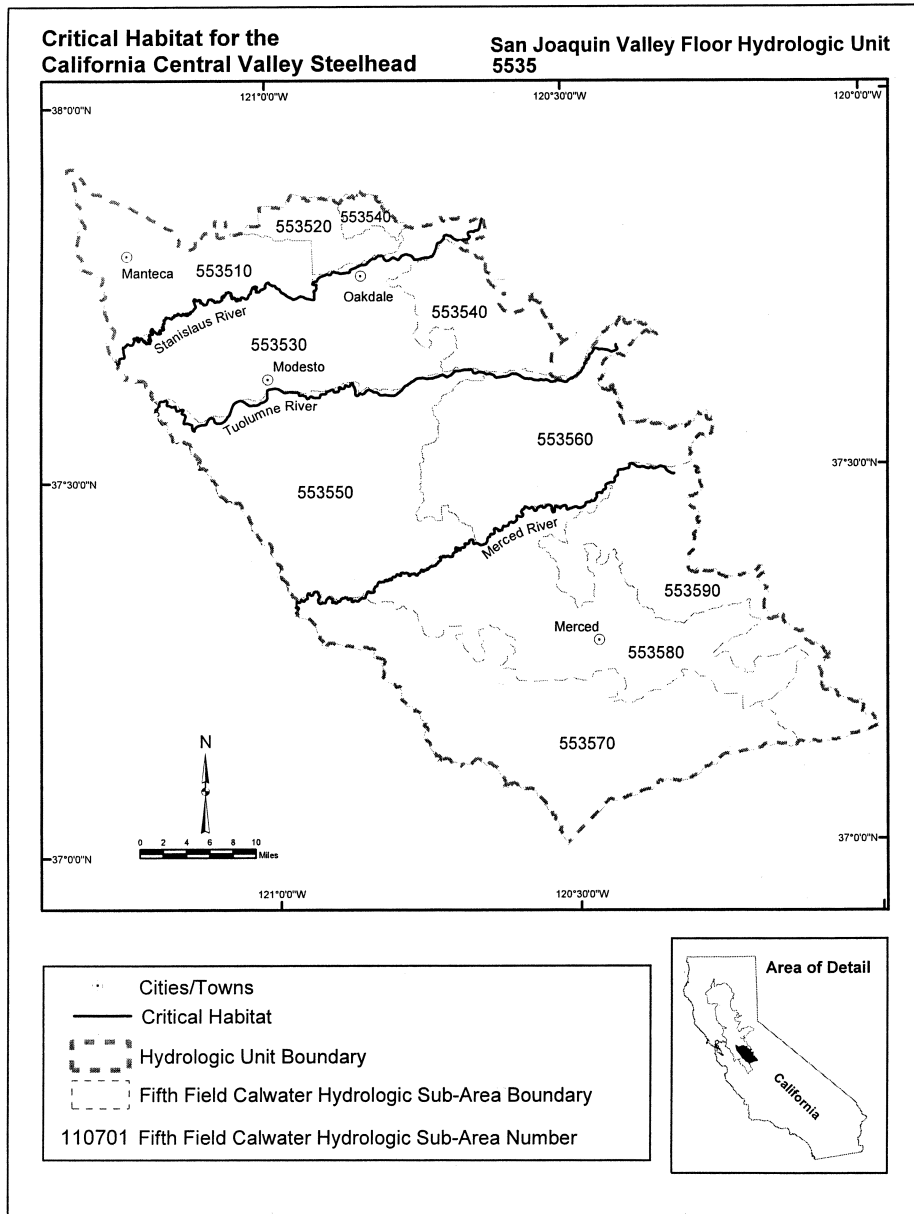 Critical Habitat for the
California Central Valley Steelhead
San Joaquin Valley Floor Hydrologic Unit
5535
121°0'0"W
120°30'0"W
120°0'0"W
38°0'0"N
553520
553540
Manteca
553510
Oakdale
Stanislaus River
553540
553530
Modesto
Tuolumne River
553560
37°30'0"N
37°30'0"N
553550
Merced River
553590
Merced
553580
553570
N
0 2 4 6 8 10
Miles
37°0'0"N
37°0'0"N
121°0'0"W
120°30'0"W
Cities/Towns
Critical Habitat
Hydrologic Unit Boundary
Fifth Field Calwater Hydrologic Sub-Area Boundary
110701 Fifth Field Calwater Hydrologic Sub-Area Number
Area of Detail
California